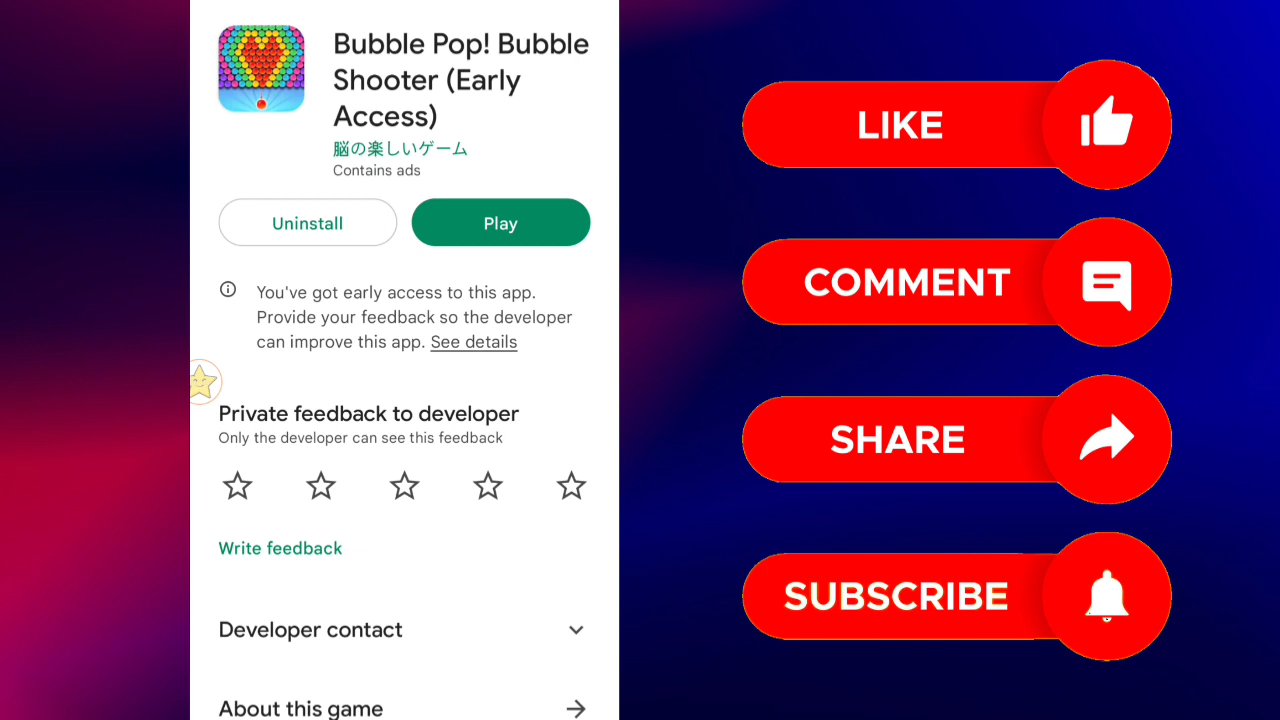 Bubble Pop! Bubble
Shooter (Early
Access)
脳の楽しいゲーム
Contains ads
Uninstall
Play
You've got early access to this app.
Provide your feedback so the developer
can improve this app. See details
Private feedback to developer
Only the developer can see this feedback
Write feedback
Developer contact
About this game
LIKE
COMMENT
SHARE
SUBSCRIBE